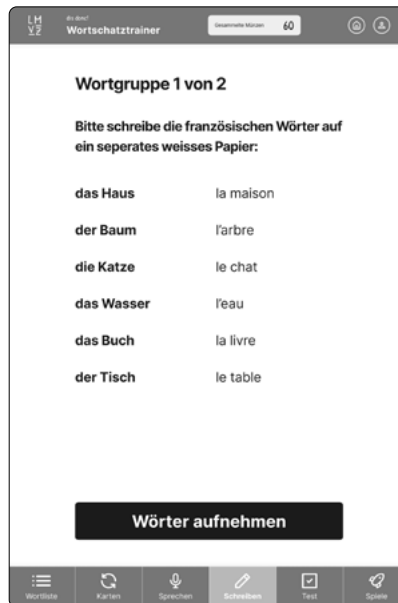 LM
VZ
dis donc!
Wortschatztrainer
Gesammelte Münzen 60
Wortgruppe 1 von 2
Bitte schreibe die französischen Wörter auf
ein seperates weisses Papier:
das Haus la maison
der Baum l'arbre
die Katze le chat
das Wasser l'eau
das Buch la livre
der Tisch le table
Wörter aufnehmen
Wortliste Karten Sprechen Schreiben Test Spiele